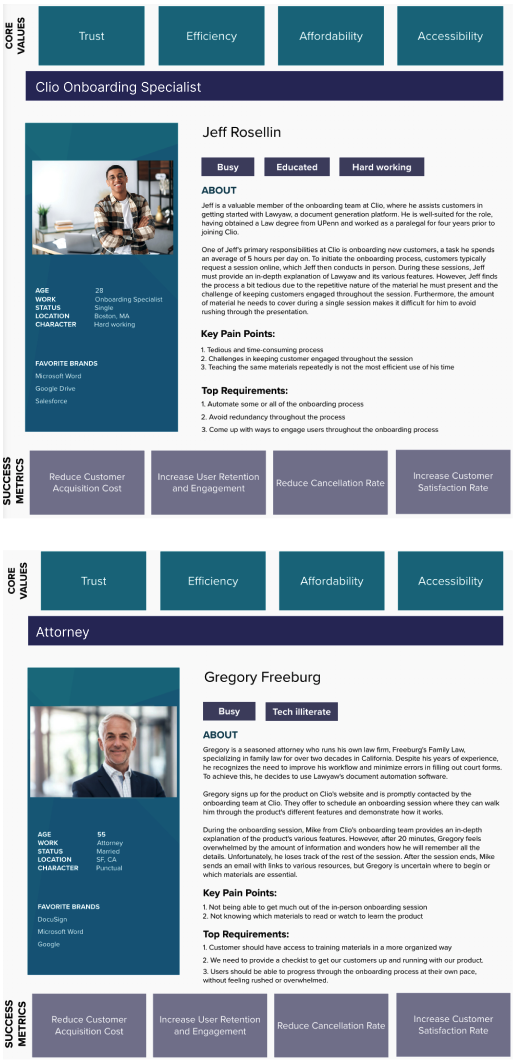 CORE
VALUES
Trust
Efficiency
Affordability
Accessibility
Clio Onboarding Specialist
AGE 28
WORK Onboarding Specialist
STATUS Single
LOCATION Boston, MA
CHARACTER Hard working
FAVORITE BRANDS
Microsoft Word
Google Drive
Salesforce
Jeff Rosellin
Busy
Educated
Hard working
ABOUT
Jeff is a valuable member of the onboarding team at Clio, where he assists customers in
getting started with Lawyaw, a document generation platform. He is well-suited for the role,
having obtained a Law degree from UPenn and worked as a paralegal for four years prior to
joining Clio.
One of Jeff's primary responsibilities at Clio is onboarding new customers, a task he spends
an average of 5 hours per day on. To initiate the onboarding process, customers typically
request a session online, which Jeff then conducts in person. During these sessions, Jeff
must provide an in-depth explanation of Lawyaw and its various features. However, Jeff finds
the process a bit tedious due to the repetitive nature of the material he must present and the
challenge of keeping customers engaged throughout the session. Furthermore, the amount
of material he needs to cover during a single session makes it difficult for him to avoid
rushing through the presentation.
Key Pain Points:
1. Tedious and time-consuming process
2. Challenges in keeping customer engaged throughout the session
3. Teaching the same materials repeatedly is not the most efficient use of his time
Top Requirements:
1. Automate some or all of the onboarding process
2. Avoid redundancy throughout the process
3. Come up with ways to engage users throughout the onboarding process
SUCCESS
METRICS
Reduce Customer
Acquisition Cost
Increase User Retention
and Engagement
Reduce Cancellation Rate
Increase Customer
Satisfaction Rate
CORE
VALUES
Trust
Efficiency
Affordability
Accessibility
Attorney
AGE 55
WORK Attorney
STATUS Married
LOCATION SF, CA
CHARACTER Punctual
FAVORITE BRANDS
DocuSign
Microsoft Word
Google
Gregory Freeburg
Busy
Tech illiterate
ABOUT
Gregory is a seasoned attorney who runs his own law firm, Freeburg's Family Law,
specializing in family law for over two decades in California. Despite his years of experience,
he recognizes the need to improve his workflow and minimize errors in filling out court forms.
To achieve this, he decides to use Lawyaw's document automation software.
Gregory signs up for the product on Clio's website and is promptly contacted by the
onboarding team at Clio. They offer to schedule an onboarding session where they can walk
him through the product's different features and demonstrate how it works.
During the onboarding session, Mike from Clio's onboarding team provides an in-depth
explanation of the product's various features. However, after 20 minutes, Gregory feels
overwhelmed by the amount of information and wonders how he will remember all the
details. Unfortunately, he loses track of the rest of the session. After the session ends, Mike
sends an email with links to various resources, but Gregory is uncertain where to begin or
which materials are essential.
Key Pain Points:
1. Not being able to get much out of the in-person onboarding session
2. Not knowing which materials to read or watch to learn the product
Top Requirements:
1. Customer should have access to training materials in a more organized way
2. We need to provide a checkist to get our customers up and running with our product.
3. Users should be able to progress through the onboarding process at their own pace,
without feeling rushed or overwhelmed.
SUCCESS
METRICS
Reduce Customer
Acquisition Cost
Increase User Retention
and Engagement
Reduce Cancellation Rate
Increase Customer
Satisfaction Rate